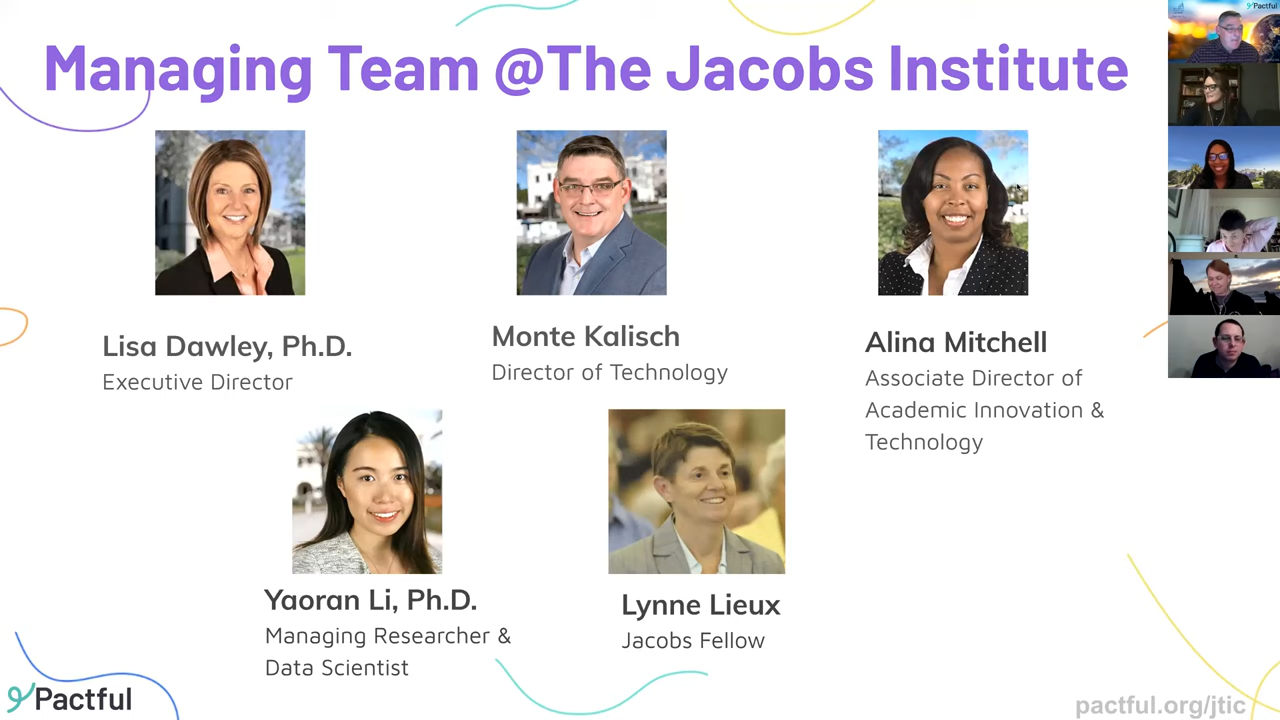 Managing Team @The Jacobs Institute
Pactful
Lisa Dawley, Ph.D.
Executive Director
Monte Kalisch
Director of Technology
Alina Mitchell
Associate Director of
Academic Innovation &
Technology
Yaoran Li, Ph.D.
Managing Researcher &
Data Scientist
Lynne Lieux
Jacobs Fellow
Pactful
pactful.org/jtic